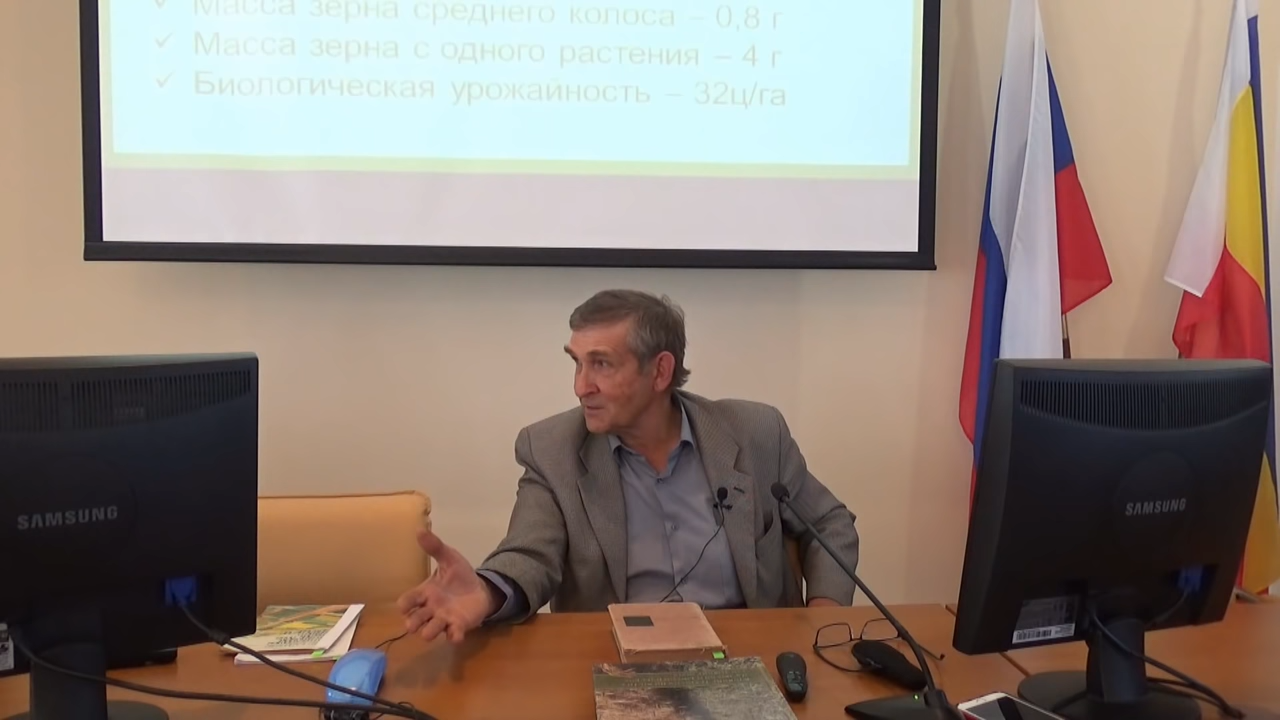 Масса зерна среднего колоса – 0,8 г
Масса зерна с одного растения – 4 г
Биологическая урожайность – 32ц/га
SAMSUNG
SAMSUNG